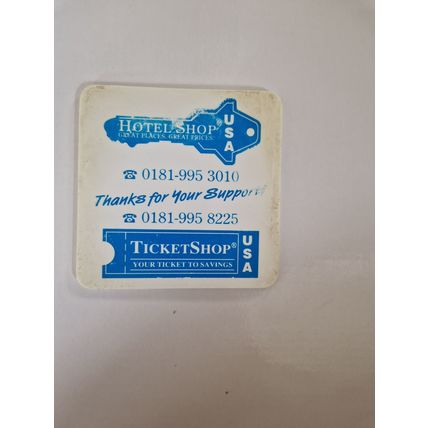 HOTEL SHOP®
GREAT PLACES. GREAT PRICES.
USA
☎ 0181-995 3010
Thanks for Your Support!
☎ 0181-995 8225
TICKETSHOP®
YOUR TICKET TO SAVINGS
USA